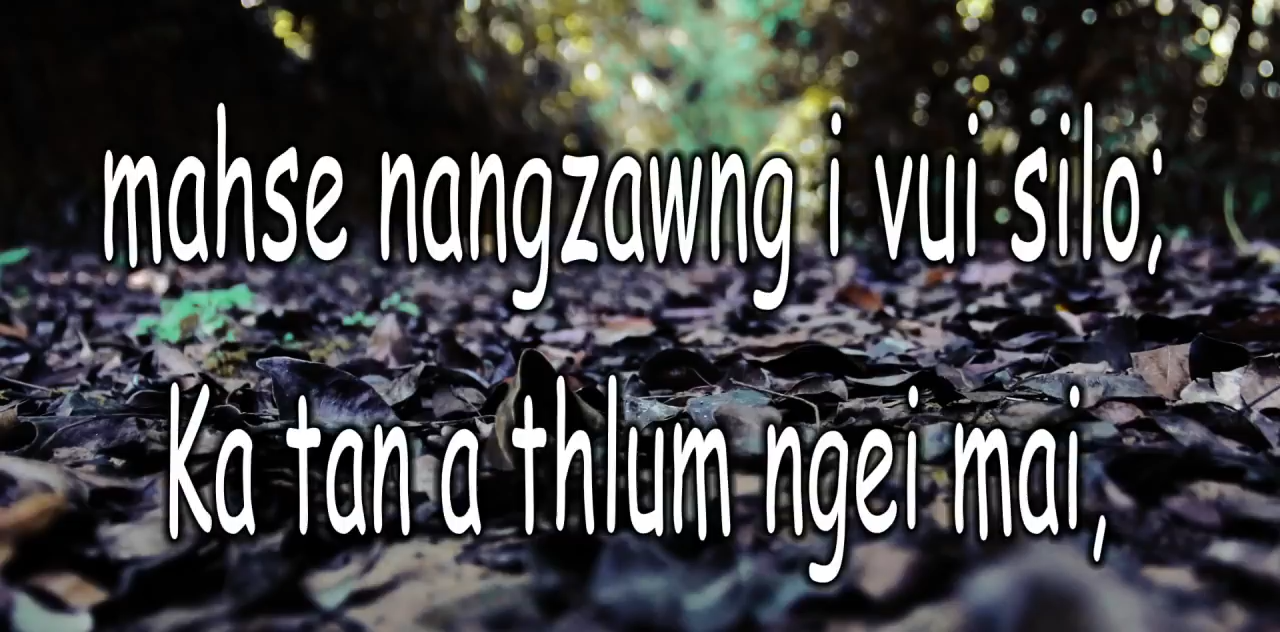 mahse nangzawng i vui silo;
Ka tan a thlum ngei mai,